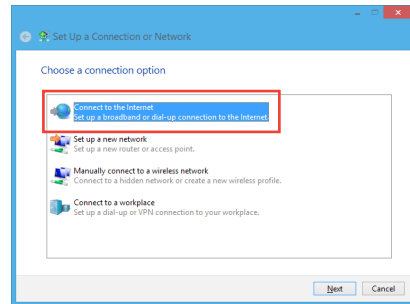 Set Up a Connection or Network
Choose a connection option
Connect to the Internet
Set up a broadband or dial-up connection to the Internet.
Set up a new network
Set up a new router or access point.
Manually connect to a wireless network
Connect to a hidden network or create a new wireless profile.
Connect to a workplace
Set up a dial-up or VPN connection to your workplace.
Next Cancel